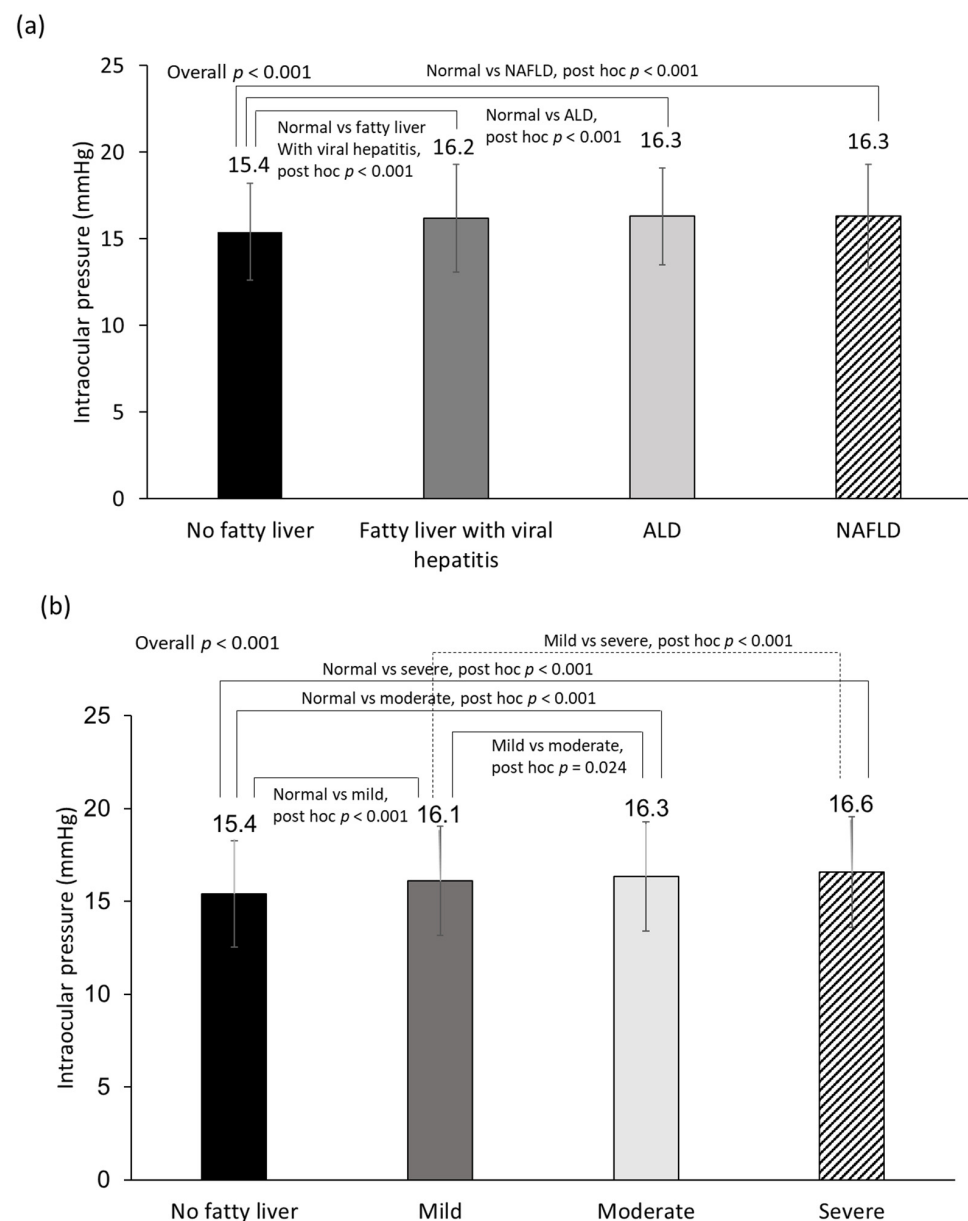 (a)
25
Overall p < 0.001
Normal vs NAFLD, post hoc p < 0.001
Normal vs fatty liver
With viral hepatitis,
post hoc p < 0.001
Normal vs ALD,
post hoc p < 0.001
20
15.4
16.2
16.3
16.3
15
10
5
0
Intraocular pressure (mmHg)
No fatty liver
Fatty liver with viral
hepatitis
ALD
NAFLD
(b)
Overall p < 0.001
Mild vs severe, post hoc p < 0.001
Normal vs severe, post hoc p < 0.001
Normal vs moderate, post hoc p < 0.001
25
Mild vs moderate,
post hoc p = 0.024
Normal vs mild,
post hoc p < 0.001
20
15.4
16.1
16.3
16.6
15
10
5
0
Intraocular pressure (mmHg)
No fatty liver
Mild
Moderate
Severe